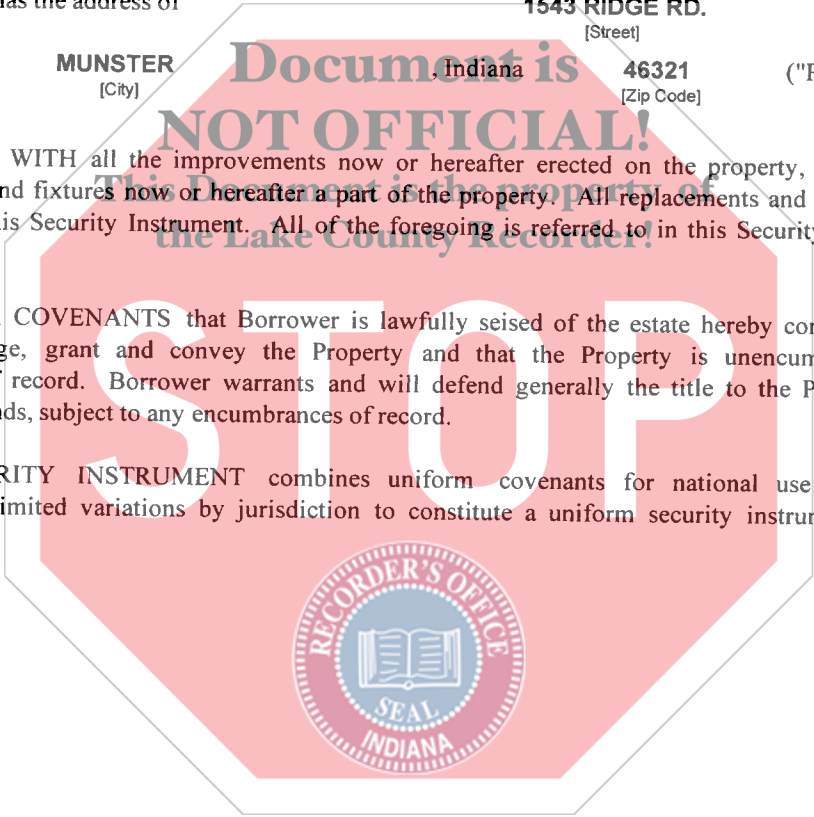 has the address of 1543 RIDGE RD.
[Street]
MUNSTER , Indiana 46321 ("
[City] [Zip Code]
Document is
NOT OFFICIAL!
This Document is the property of
the Lake County Recorder!
WITH all the improvements now or hereafter erected on the property,
nd fixtures now or hereafter a part of the property. All replacements and
is Security Instrument. All of the foregoing is referred to in this Security
COVENANTS that Borrower is lawfully seised of the estate hereby con
ge, grant and convey the Property and that the Property is unencum
record. Borrower warrants and will defend generally the title to the P
nds, subject to any encumbrances of record.
RITY INSTRUMENT combines uniform covenants for national use
imited variations by jurisdiction to constitute a uniform security instrum
STOP
RECORDER'S OFFICE
SEAL
INDIANA